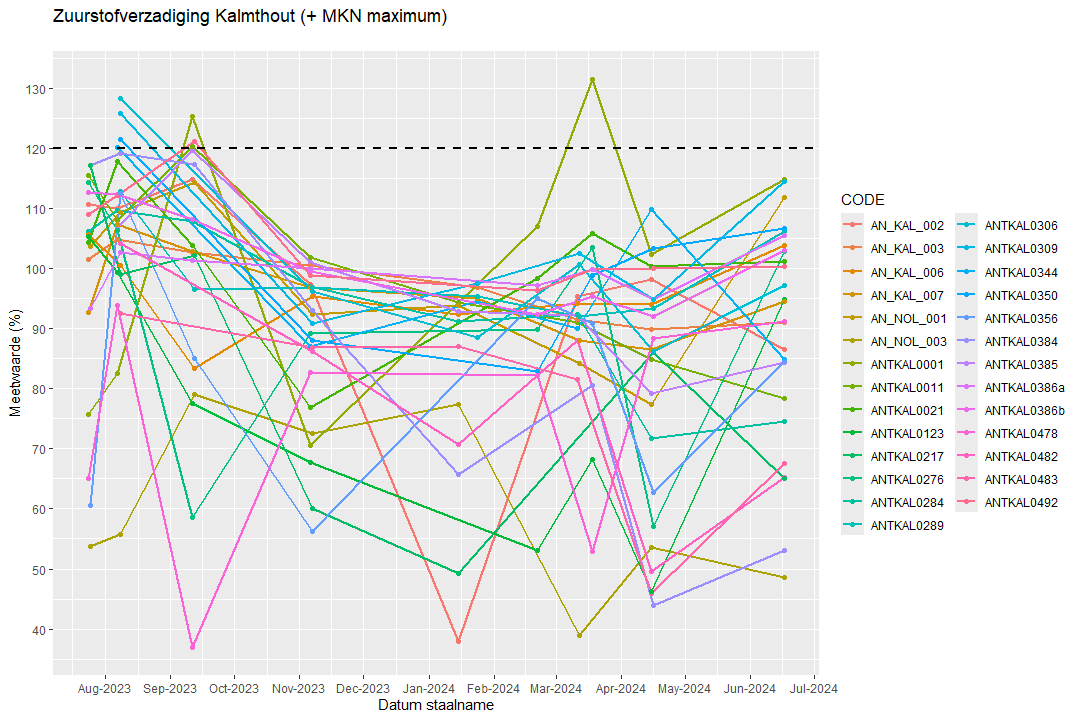 Zuurstofverzadiging Kalmthout (+ MKN maximum)
Meetwaarde (%)
130
120
110
100
90
80
70
60
50
40
Aug-2023 Sep-2023 Oct-2023 Nov-2023 Dec-2023 Jan-2024 Feb-2024 Mar-2024 Apr-2024 May-2024 Jun-2024 Jul-2024
Datum staalname
CODE
AN_KAL_002
AN_KAL_003
AN_KAL_006
AN_KAL_007
AN_NOL_001
AN_NOL_003
ANTKAL0001
ANTKAL0011
ANTKAL0021
ANTKAL0123
ANTKAL0217
ANTKAL0276
ANTKAL0284
ANTKAL0289
ANTKAL0306
ANTKAL0309
ANTKAL0344
ANTKAL0350
ANTKAL0356
ANTKAL0384
ANTKAL0385
ANTKAL0386a
ANTKAL0386b
ANTKAL0478
ANTKAL0482
ANTKAL0483
ANTKAL0492